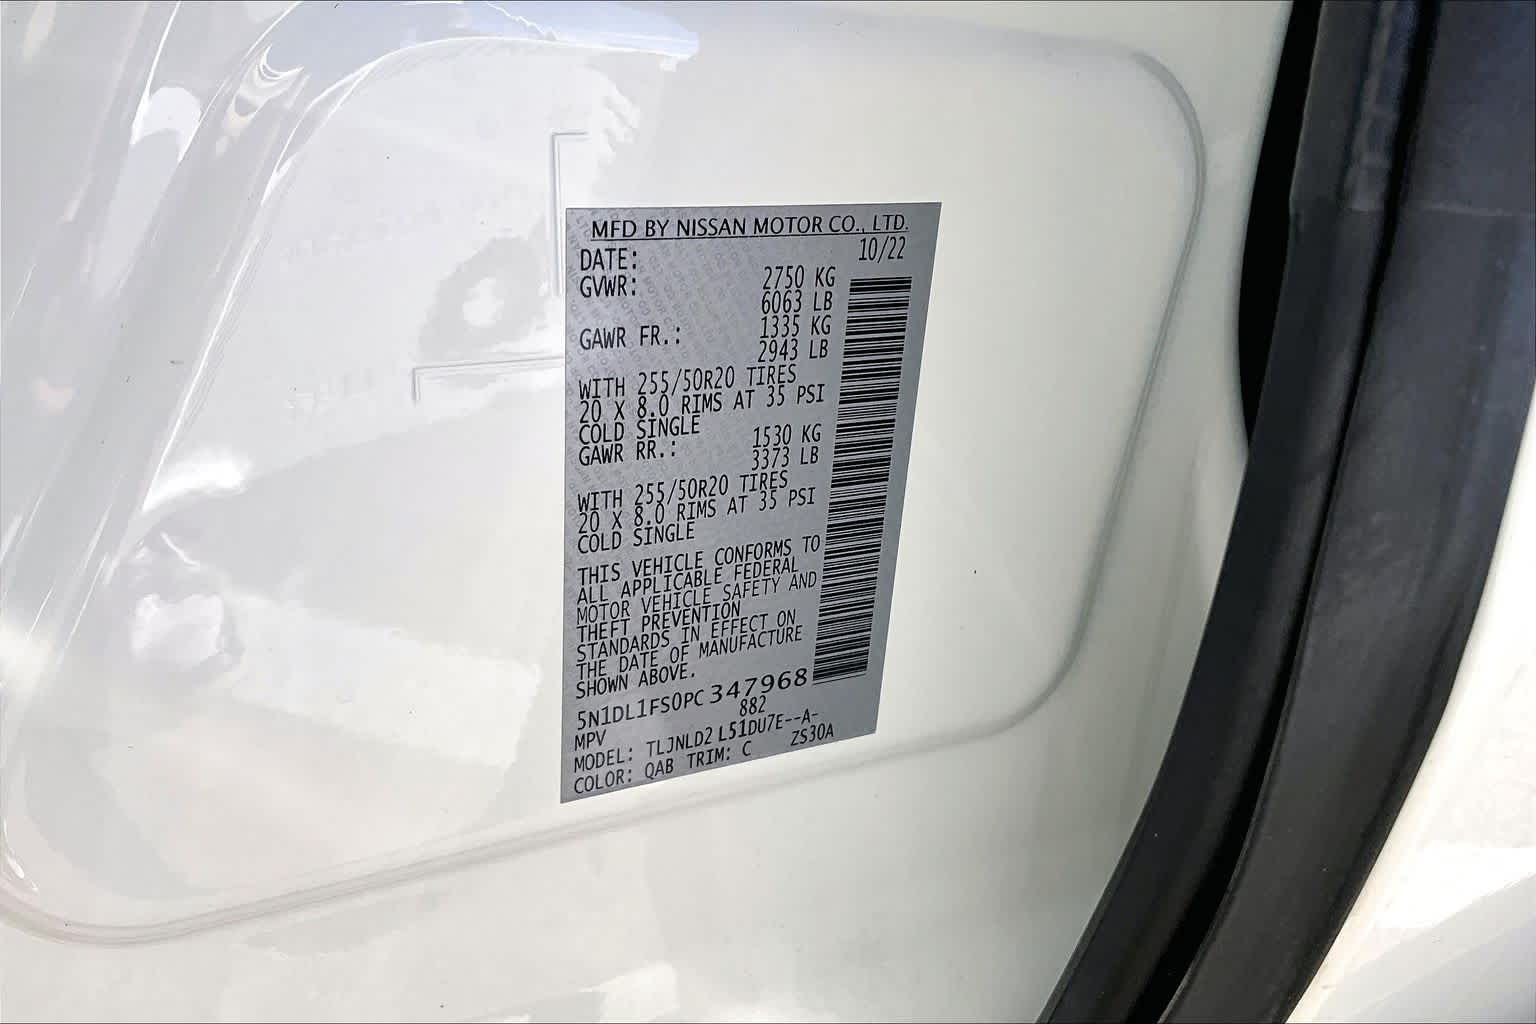 MFD BY NISSAN MOTOR CO., LTD.
DATE: 10/22
GVWR: 2750 KG
6063 LB
GAWR FR.: 1335 KG
2943 LB
WITH 255/50R20 TIRES
20 X 8.0 RIMS AT 35 PSI
COLD SINGLE
GAWR RR.: 1530 KG
3373 LB
WITH 255/50R20 TIRES
20 X 8.0 RIMS AT 35 PSI
COLD SINGLE
THIS VEHICLE CONFORMS TO
ALL APPLICABLE FEDERAL
MOTOR VEHICLE SAFETY AND
THEFT PREVENTION
STANDARDS IN EFFECT ON
THE DATE OF MANUFACTURE
SHOWN ABOVE.
5N1DL1FS0PC347968
MPV 882
MODEL: TLJNLD2 L51DU7E--A-
COLOR: QAB TRIM: C ZS30A